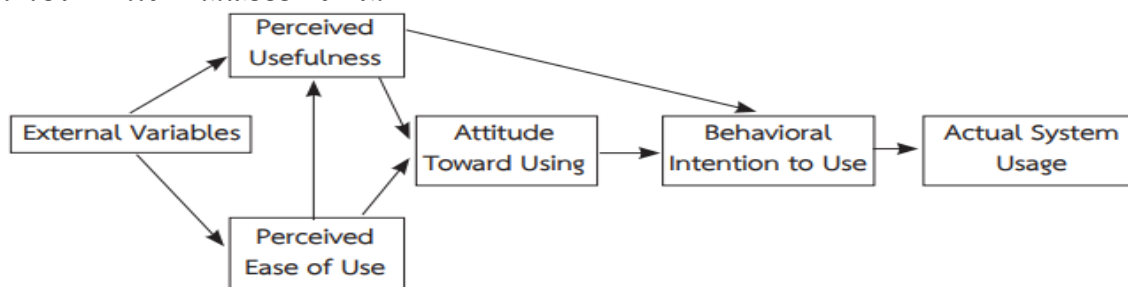 Perceived
Usefulness
External Variables
Attitude
Toward Using
Behavioral
Intention to Use
Actual System
Usage
Perceived
Ease of Use